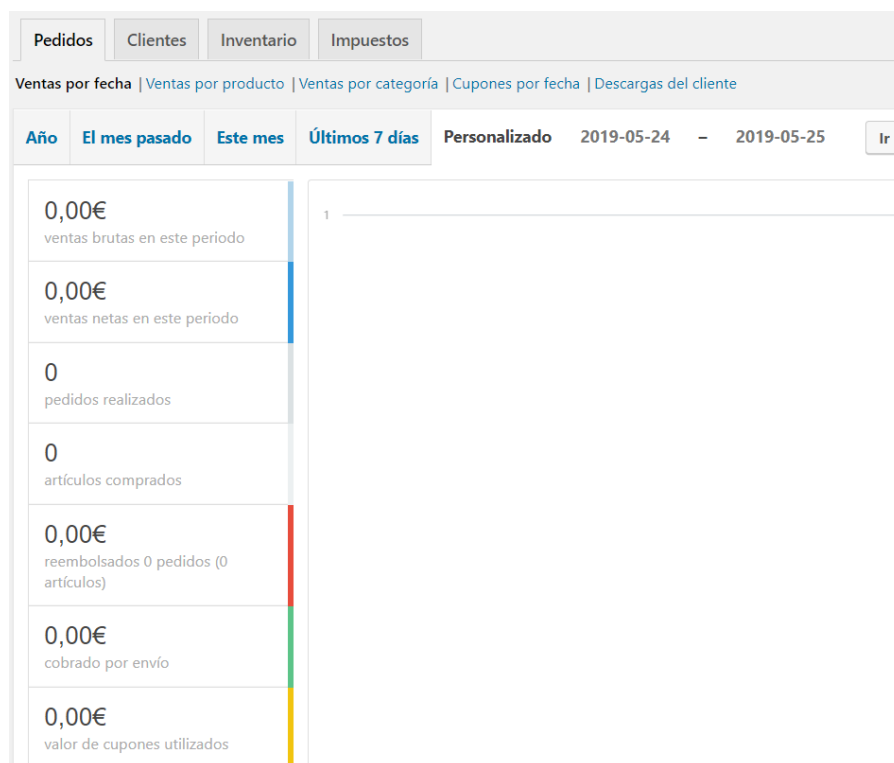 Pedidos Clientes Inventario Impuestos
Ventas por fecha | Ventas por producto | Ventas por categoría | Cupones por fecha | Descargas del cliente
Año El mes pasado Este mes Últimos 7 días Personalizado 2019-05-24 – 2019-05-25 Ir
0,00€
ventas brutas en este periodo
1
0,00€
ventas netas en este periodo
0
pedidos realizados
0
artículos comprados
0,00€
reembolsados 0 pedidos (0
artículos)
0,00€
cobrado por envío
0,00€
valor de cupones utilizados